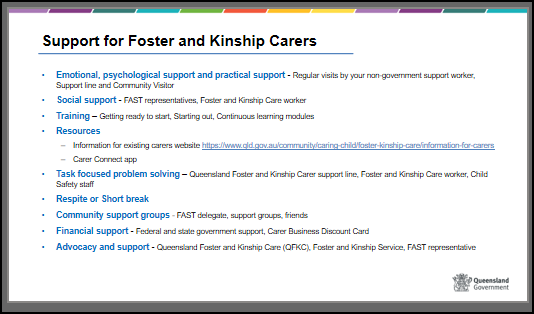 Support for Foster and Kinship Carers
• Emotional, psychological support and practical support - Regular visits by your non-government support worker,
Support line and Community Visitor
• Social support - FAST representatives, Foster and Kinship Care worker
• Training – Getting ready to start, Starting out, Continuous learning modules
• Resources
– Information for existing carers website https://www.qld.gov.au/community/caring-child/foster-kinship-care/information-for-carers
– Carer Connect app
• Task focused problem solving – Queensland Foster and Kinship Carer support line, Foster and Kinship Care worker, Child
Safety staff
• Respite or Short break
• Community support groups - FAST delegate, support groups, friends
• Financial support - Federal and state government support, Carer Business Discount Card
• Advocacy and support - Queensland Foster and Kinship Care (QFKC), Foster and Kinship Service, FAST representative
Queensland
Government